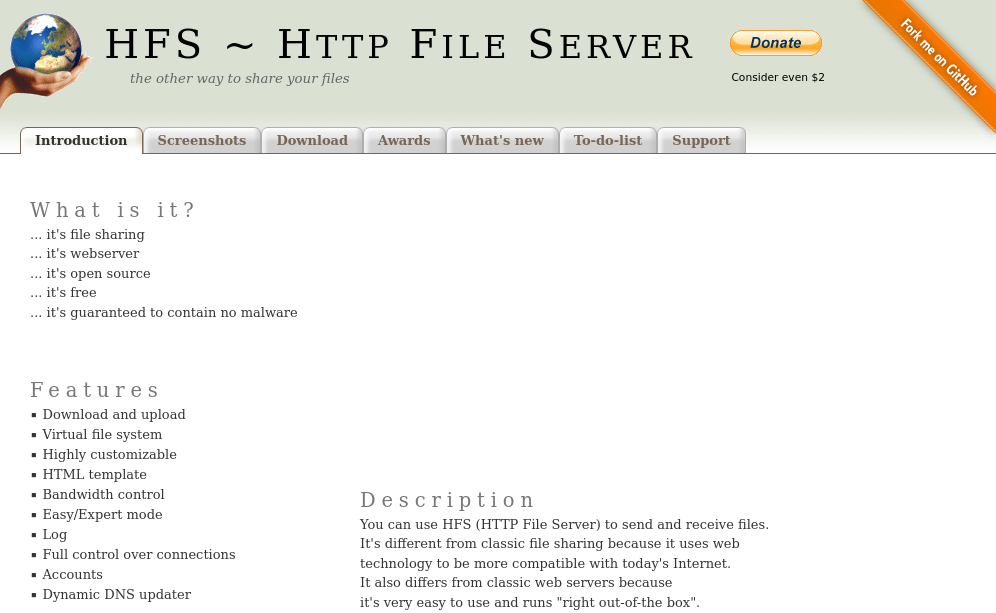 HFS ~ HTTP FILE SERVER
the other way to share your files
Donate
Consider even $2
Fork me on GitHub
Introduction
Screenshots
Download
Awards
What's new
To-do-list
Support
What is it?
... it's file sharing
... it's webserver
... it's open source
... it's free
... it's guaranteed to contain no malware
Features
▪ Download and upload
▪ Virtual file system
▪ Highly customizable
▪ HTML template
▪ Bandwidth control
▪ Easy/Expert mode
▪ Log
▪ Full control over connections
▪ Accounts
▪ Dynamic DNS updater
Description
You can use HFS (HTTP File Server) to send and receive files.
It's different from classic file sharing because it uses web
technology to be more compatible with today's Internet.
It also differs from classic web servers because
it's very easy to use and runs "right out-of-the box".